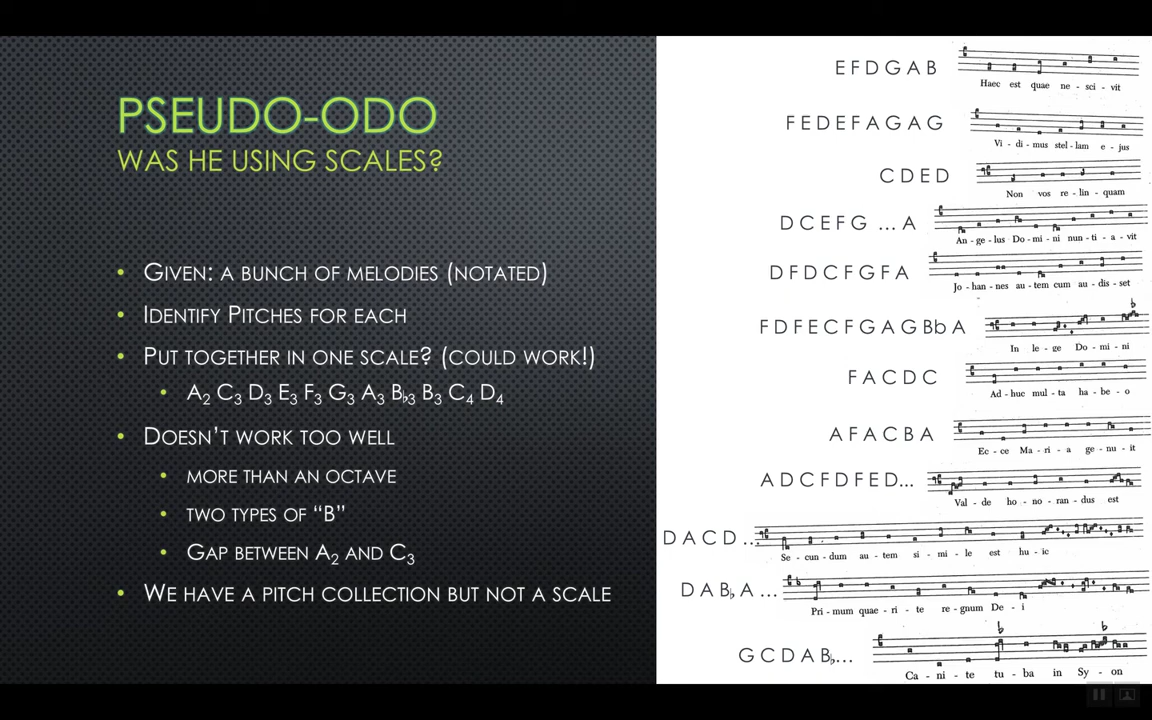 PSEUDO-ODO
WAS HE USING SCALES?
• GIVEN: A BUNCH OF MELODIES (NOTATED)
• IDENTIFY PITCHES FOR EACH
• PUT TOGETHER IN ONE SCALE? (COULD WORK!)
• A2 C3 D3 E3 F3 G3 A3 B♭3 B3 C4 D4
• DOESN'T WORK TOO WELL
• MORE THAN AN OCTAVE
• TWO TYPES OF “B”
• GAP BETWEEN A2 AND C3
• WE HAVE A PITCH COLLECTION BUT NOT A SCALE
E F D G A B
Haec est quae ne - sci - vit
F E D E F A G A G
Vi - di - mus stel - lam e - jus
C D E D
Non vos re - lin - quam
D C E F G ... A
An - ge - lus Do - mi - ni nun - ti - a - vit
D F D C F G F A
Jo - han - nes au - tem cum au - dis - set
F D F E C F G A G Bb A
In le - ge Do - mi - ni
F A C D C
Ad - huc mul - ta ha - be - o
A F A C B A
Ec - ce Ma - ri - a ge - nu - it
A D C F D F E D...
Val - de ho - no - ran - dus est
D A C D ...
Se - cun - dum au - tem si - mi - le est hu - ic
D A B♭ A ...
Pri - mum quae - ri - te re - gnum De - i
G C D A B♭...
Ca - ni - te tu - ba in Sy - on